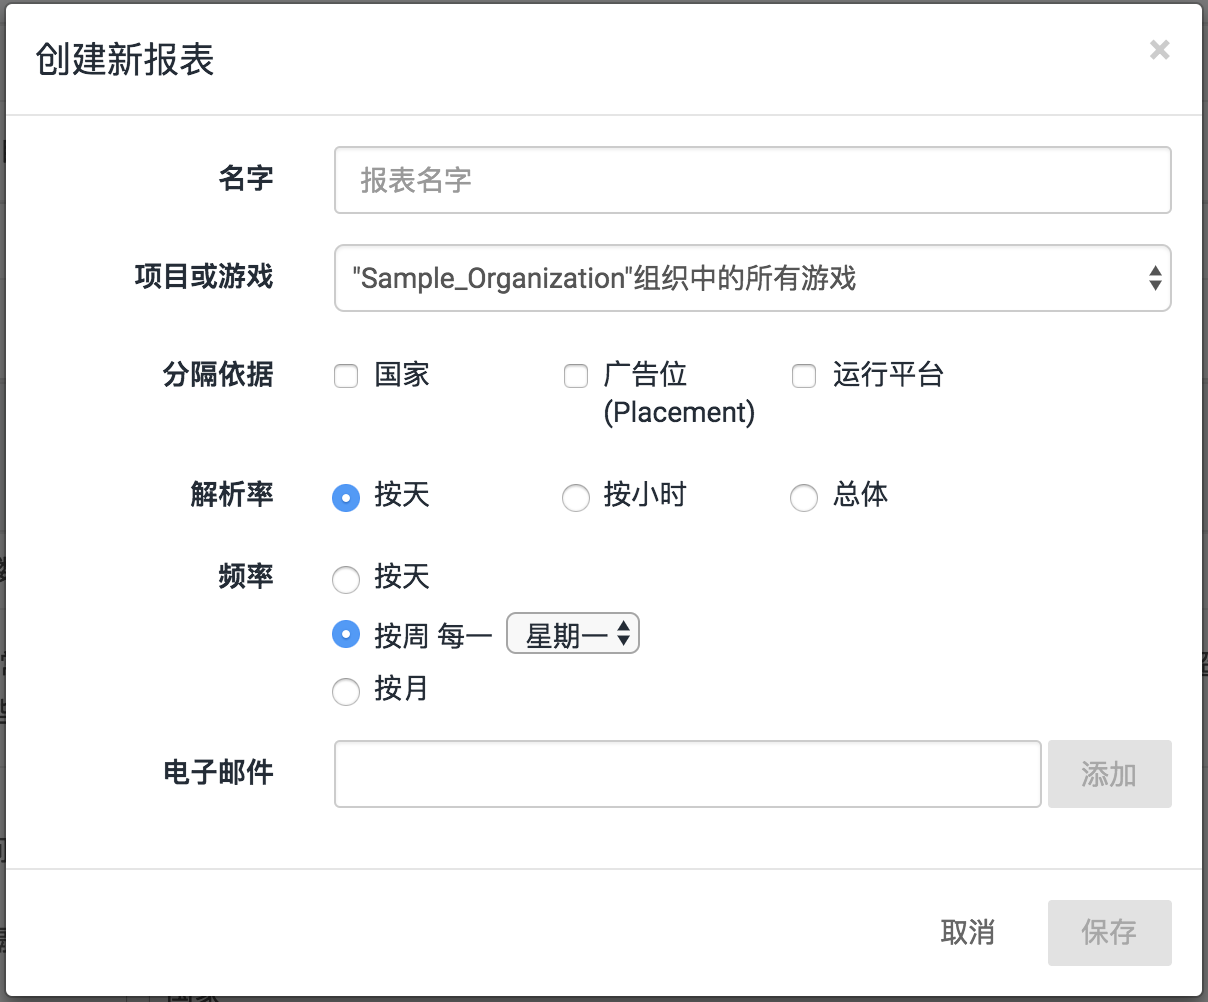 创建新报表 ×
名字 报表名字
项目或游戏 "Sample_Organization"组织中的所有游戏
分隔依据 国家 广告位 运行平台
(Placement)
解析率 按天 按小时 总体
频率 按天
按周 每一 星期一
按月
电子邮件 添加
取消 保存